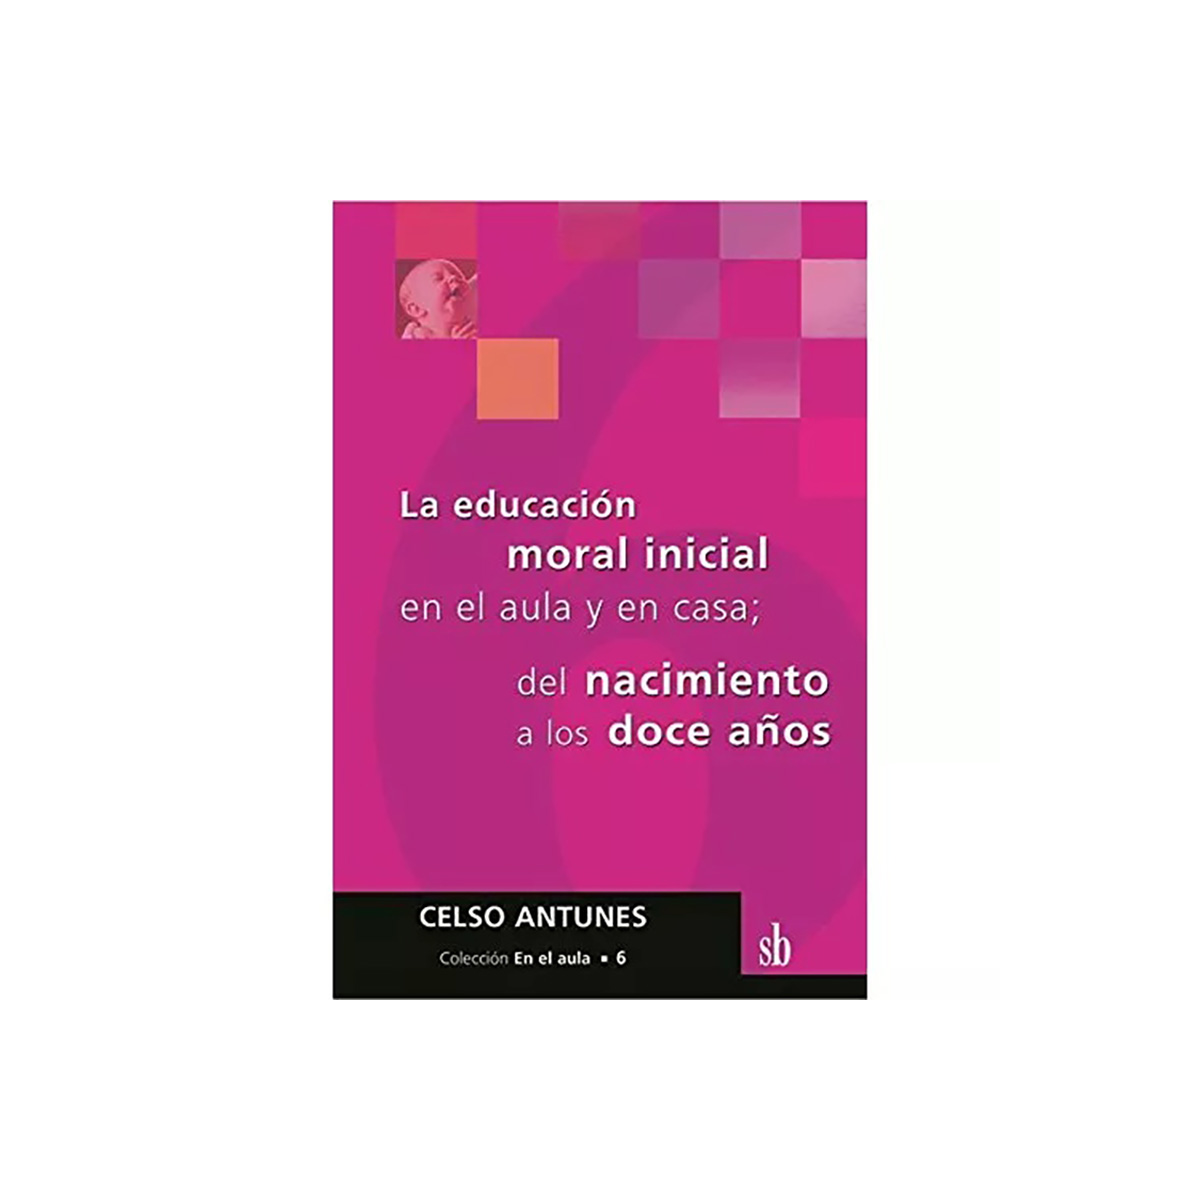 La educación
moral inicial
en el aula y en casa;
del nacimiento
a los doce años
CELSO ANTUNES
Colección En el aula ▪ 6
sb